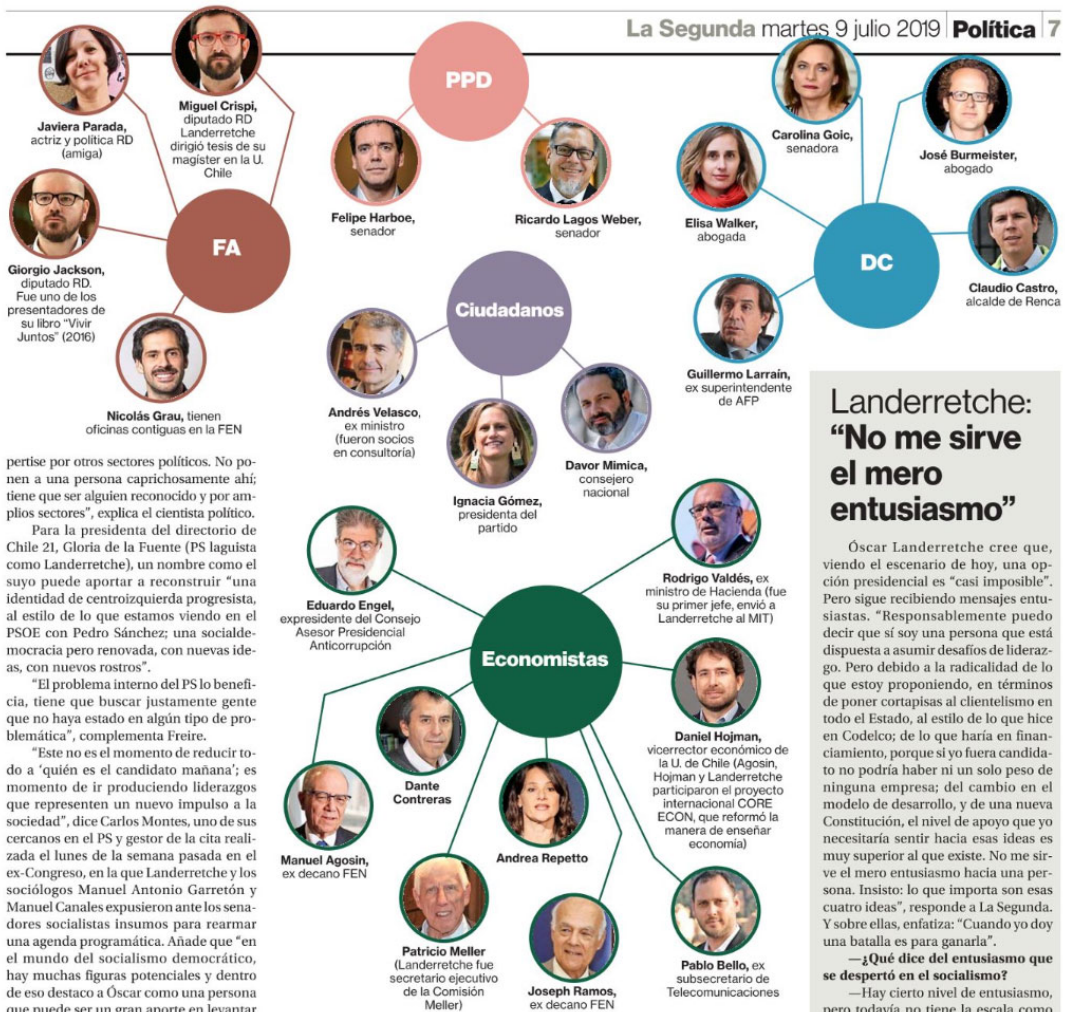 La Segunda martes 9 julio 2019 | Política | 7
Javiera Parada,
actriz y política RD
(amiga)
Miguel Crispi,
diputado RD
Landerretche
dirigió tesis de su
magíster en la U.
Chile
Giorgio Jackson,
diputado RD.
Fue uno de los
presentadores de
su libro “Vivir
Juntos” (2016)
FA
Nicolás Grau, tienen
oficinas contiguas en la FEN
PPD
Felipe Harboe,
senador
Ricardo Lagos Weber,
senador
Ciudadanos
Andrés Velasco,
ex ministro
(fueron socios
en consultoría)
Ignacia Gómez,
presidenta del
partido
Davor Mimica,
consejero
nacional
Carolina Goic,
senadora
José Burmeister,
abogado
Elisa Walker,
abogada
DC
Claudio Castro,
alcalde de Renca
Guillermo Larraín,
ex superintendente
de AFP
Eduardo Engel,
expresidente del Consejo
Asesor Presidencial
Anticorrupción
Rodrigo Valdés, ex
ministro de Hacienda (fue
su primer jefe, envió a
Landerretche al MIT)
Economistas
Dante
Contreras
Daniel Hojman,
vicerrector económico de
la U. de Chile (Agosin,
Hojman y Landerretche
participaron el proyecto
internacional CORE
ECON, que reformó la
manera de enseñar
economía)
Manuel Agosin,
ex decano FEN
Andrea Repetto
Patricio Meller
(Landerretche fue
secretario ejecutivo
de la Comisión
Meller)
Joseph Ramos,
ex decano FEN
Pablo Bello, ex
subsecretario de
Telecomunicaciones
pertise por otros sectores políticos. No po-
nen a una persona caprichosamente ahí;
tiene que ser alguien reconocido y por am-
plios sectores”, explica el cientista político.
Para la presidenta del directorio de
Chile 21, Gloria de la Fuente (PS laguista
como Landerretche), un nombre como el
suyo puede aportar a reconstruir “una
identidad de centroizquierda progresista,
al estilo de lo que estamos viendo en el
PSOE con Pedro Sánchez; una socialde-
mocracia pero renovada, con nuevas ide-
as, con nuevos rostros”.
“El problema interno del PS lo benefi-
cia, tiene que buscar justamente gente
que no haya estado en algún tipo de pro-
blemática”, complementa Freire.
“Este no es el momento de reducir to-
do a ‘quién es el candidato mañana’; es
momento de ir produciendo liderazgos
que representen un nuevo impulso a la
sociedad”, dice Carlos Montes, uno de sus
cercanos en el PS y gestor de la cita reali-
zada el lunes de la semana pasada en el
ex-Congreso, en la que Landerretche y los
sociólogos Manuel Antonio Garretón y
Manuel Canales expusieron ante los sena-
dores socialistas insumos para rearmar
una agenda programática. Añade que “en
el mundo del socialismo democrático,
hay muchas figuras potenciales y dentro
de eso destaco a Óscar como una persona
que puede ser un gran aporte en levantar
Landerretche:
“No me sirve
el mero
entusiasmo”
Óscar Landerretche cree que,
viendo el escenario de hoy, una op-
ción presidencial es “casi imposible”.
Pero sigue recibiendo mensajes entu-
siastas. “Responsablemente puedo
decir que sí soy una persona que está
dispuesta a asumir desafíos de lideraz-
go. Pero debido a la radicalidad de lo
que estoy proponiendo, en términos
de poner cortapisas al clientelismo en
todo el Estado, al estilo de lo que hice
en Codelco; de lo que haría en finan-
ciamiento, porque si yo fuera candida-
to no podría haber ni un solo peso de
ninguna empresa; del cambio en el
modelo de desarrollo, y de una nueva
Constitución, el nivel de apoyo que yo
necesitaría sentir hacia esas ideas es
muy superior al que existe. No me sir-
ve el mero entusiasmo hacia una per-
sona. Insisto: lo que importa son esas
cuatro ideas”, responde a La Segunda.
Y sobre ellas, enfatiza: “Cuando yo doy
una batalla es para ganarla”.
—¿Qué dice del entusiasmo que
se despertó en el socialismo?
—Hay cierto nivel de entusiasmo,
pero todavía no tiene la escala como